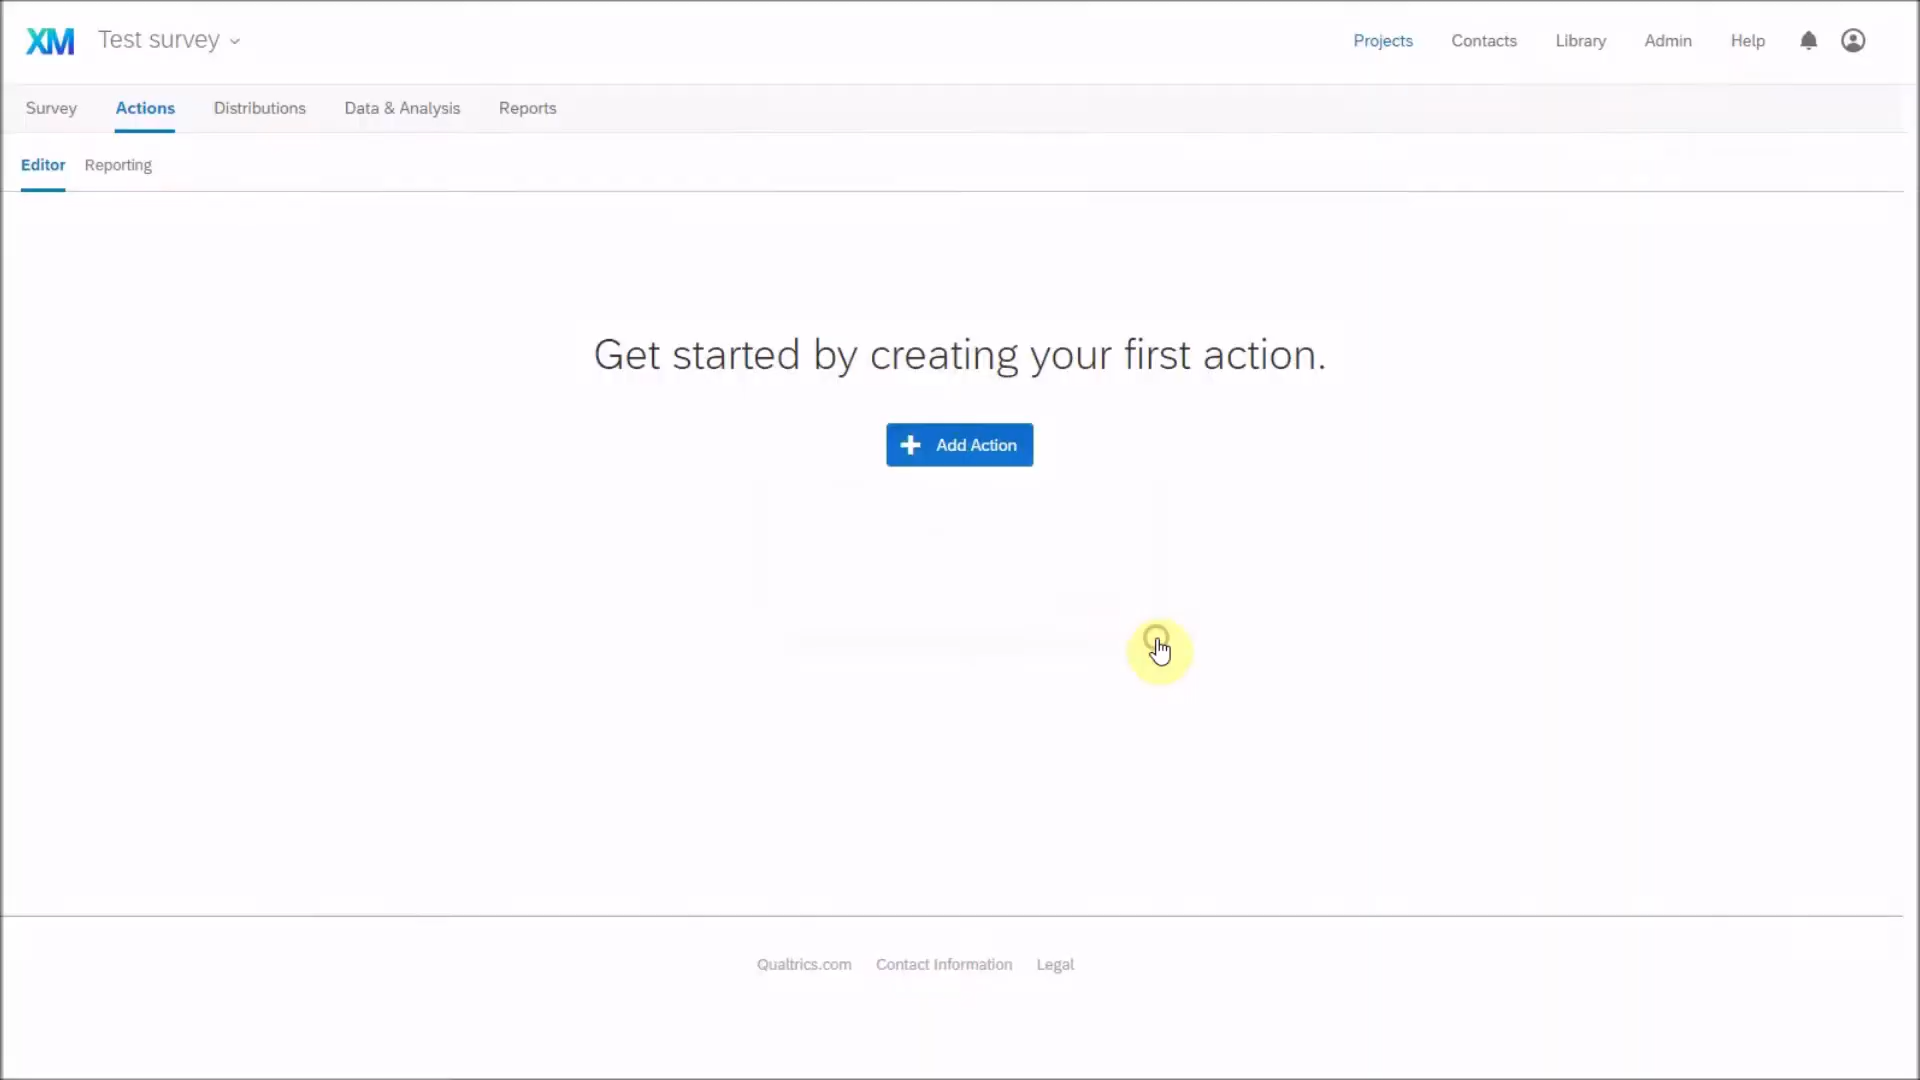 XM Test survey
Projects Contacts Library Admin Help
Survey Actions Distributions Data & Analysis Reports
Editor Reporting
Get started by creating your first action.
Add Action
Qualtrics.com Contact Information Legal